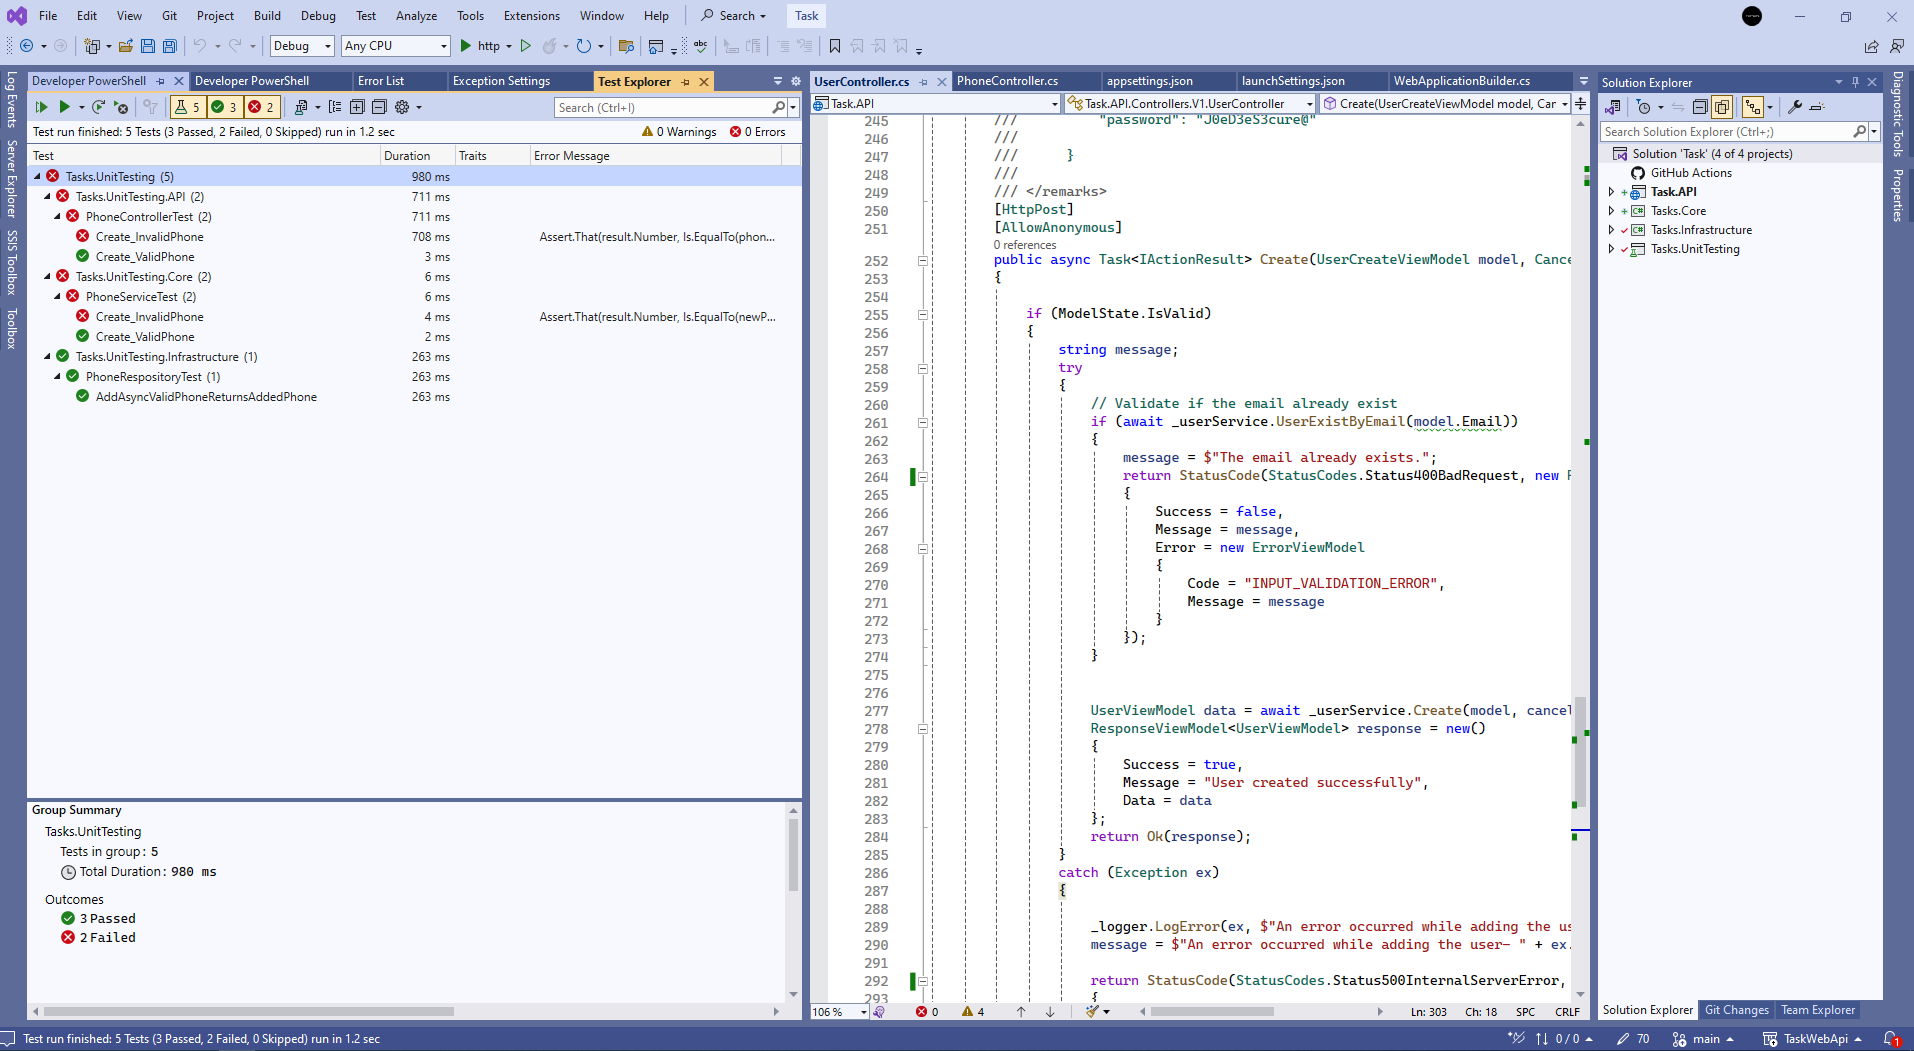 File Edit View Git Project Build Debug Test Analyze Tools Extensions Window Help Search Task
Debug Any CPU http
Log Events
Server Explorer
SSIS Toolbox
Toolbox
Developer PowerShell Developer PowerShell Error List Exception Settings Test Explorer
5 3 2 Search (Ctrl+I)
Test run finished: 5 Tests (3 Passed, 2 Failed, 0 Skipped) run in 1.2 sec 0 Warnings 0 Errors
Test Duration Traits Error Message
Tasks.UnitTesting (5) 980 ms
Tasks.UnitTesting.API (2) 711 ms
PhoneControllerTest (2) 711 ms
Create_InvalidPhone 708 ms Assert.That(result.Number, Is.EqualTo(phon...
Create_ValidPhone 3 ms
Tasks.UnitTesting.Core (2) 6 ms
PhoneServiceTest (2) 6 ms
Create_InvalidPhone 4 ms Assert.That(result.Number, Is.EqualTo(newP...
Create_ValidPhone 2 ms
Tasks.UnitTesting.Infrastructure (1) 263 ms
PhoneRespositoryTest (1) 263 ms
AddAsyncValidPhoneReturnsAddedPhone 263 ms
Group Summary
Tasks.UnitTesting
Tests in group: 5
Total Duration: 980 ms
Outcomes
3 Passed
2 Failed
UserController.cs PhoneController.cs appsettings.json launchSettings.json WebApplicationBuilder.cs
Task.API Task.API.Controllers.V1.UserController Create(UserCreateViewModel model, Can
245 /// "password": "J0eD3eS3cure@"
246 ///
247 /// }
248 ///
249 /// </remarks>
250 [HttpPost]
251 [AllowAnonymous]
0 references
252 public async Task<IActionResult> Create(UserCreateViewModel model, Cance
253 {
254
255 if (ModelState.IsValid)
256 {
257 string message;
258 try
259 {
260 // Validate if the email already exist
261 if (await _userService.UserExistByEmail(model.Email))
262 {
263 message = $"The email already exists.";
264 return StatusCode(StatusCodes.Status400BadRequest, new R
265 {
266 Success = false,
267 Message = message,
268 Error = new ErrorViewModel
269 {
270 Code = "INPUT_VALIDATION_ERROR",
271 Message = message
272 }
273 });
274 }
275
276
277 UserViewModel data = await _userService.Create(model, cancel
278 ResponseViewModel<UserViewModel> response = new()
279 {
280 Success = true,
281 Message = "User created successfully",
282 Data = data
283 };
284 return Ok(response);
285 }
286 catch (Exception ex)
287 {
288
289 _logger.LogError(ex, $"An error occurred while adding the us
290 message = $"An error occurred while adding the user- " + ex.
291
292 return StatusCode(StatusCodes.Status500InternalServerError,
293 {
106 % 0 4 Ln: 303 Ch: 18 SPC CRLF
Solution Explorer
Search Solution Explorer (Ctrl+;)
Solution 'Task' (4 of 4 projects)
GitHub Actions
Task.API
Tasks.Core
Tasks.Infrastructure
Tasks.UnitTesting
Solution Explorer Git Changes Team Explorer
Diagnostic Tools
Properties
Test run finished: 5 Tests (3 Passed, 2 Failed, 0 Skipped) run in 1.2 sec 0 / 0 70 main TaskWebApi 1